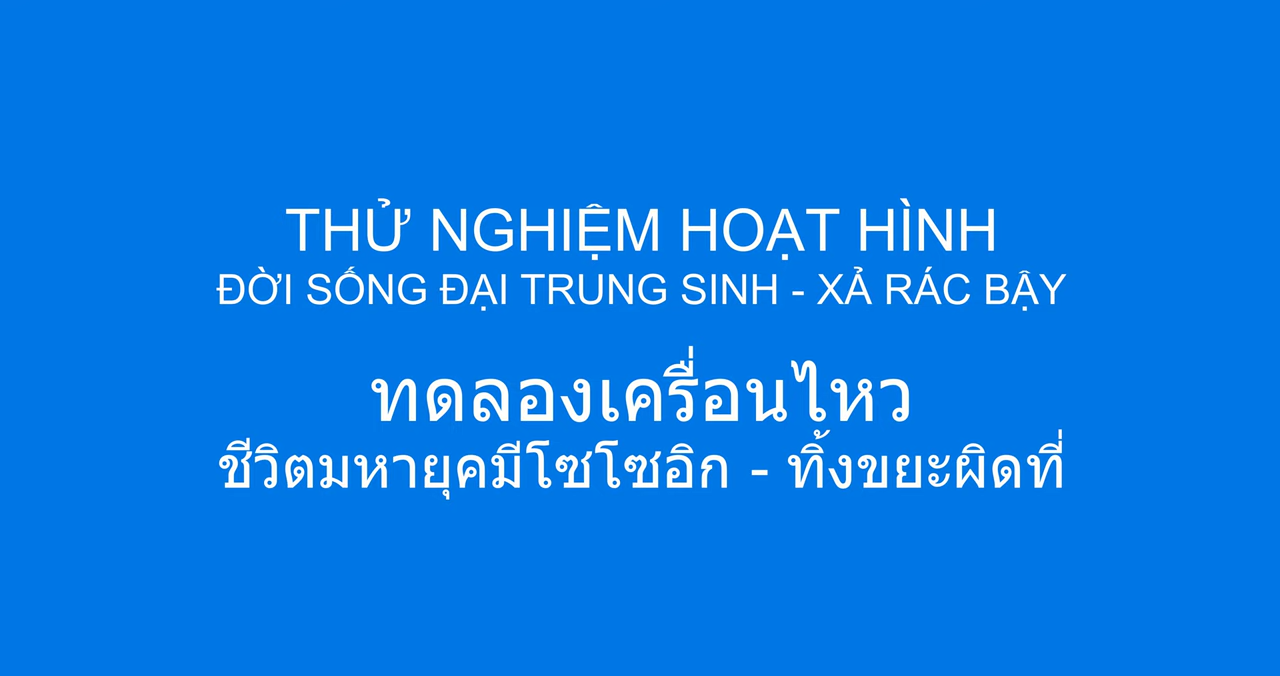 THỬ NGHIỆM HOẠT HÌNH
ĐỜI SỐNG ĐẠI TRUNG SINH - XẢ RÁC BẬY
ทดลองเครื่อนไหว
ชีวิตมหายุคมีโซโซอิก - ทิ้งขยะผิดที่